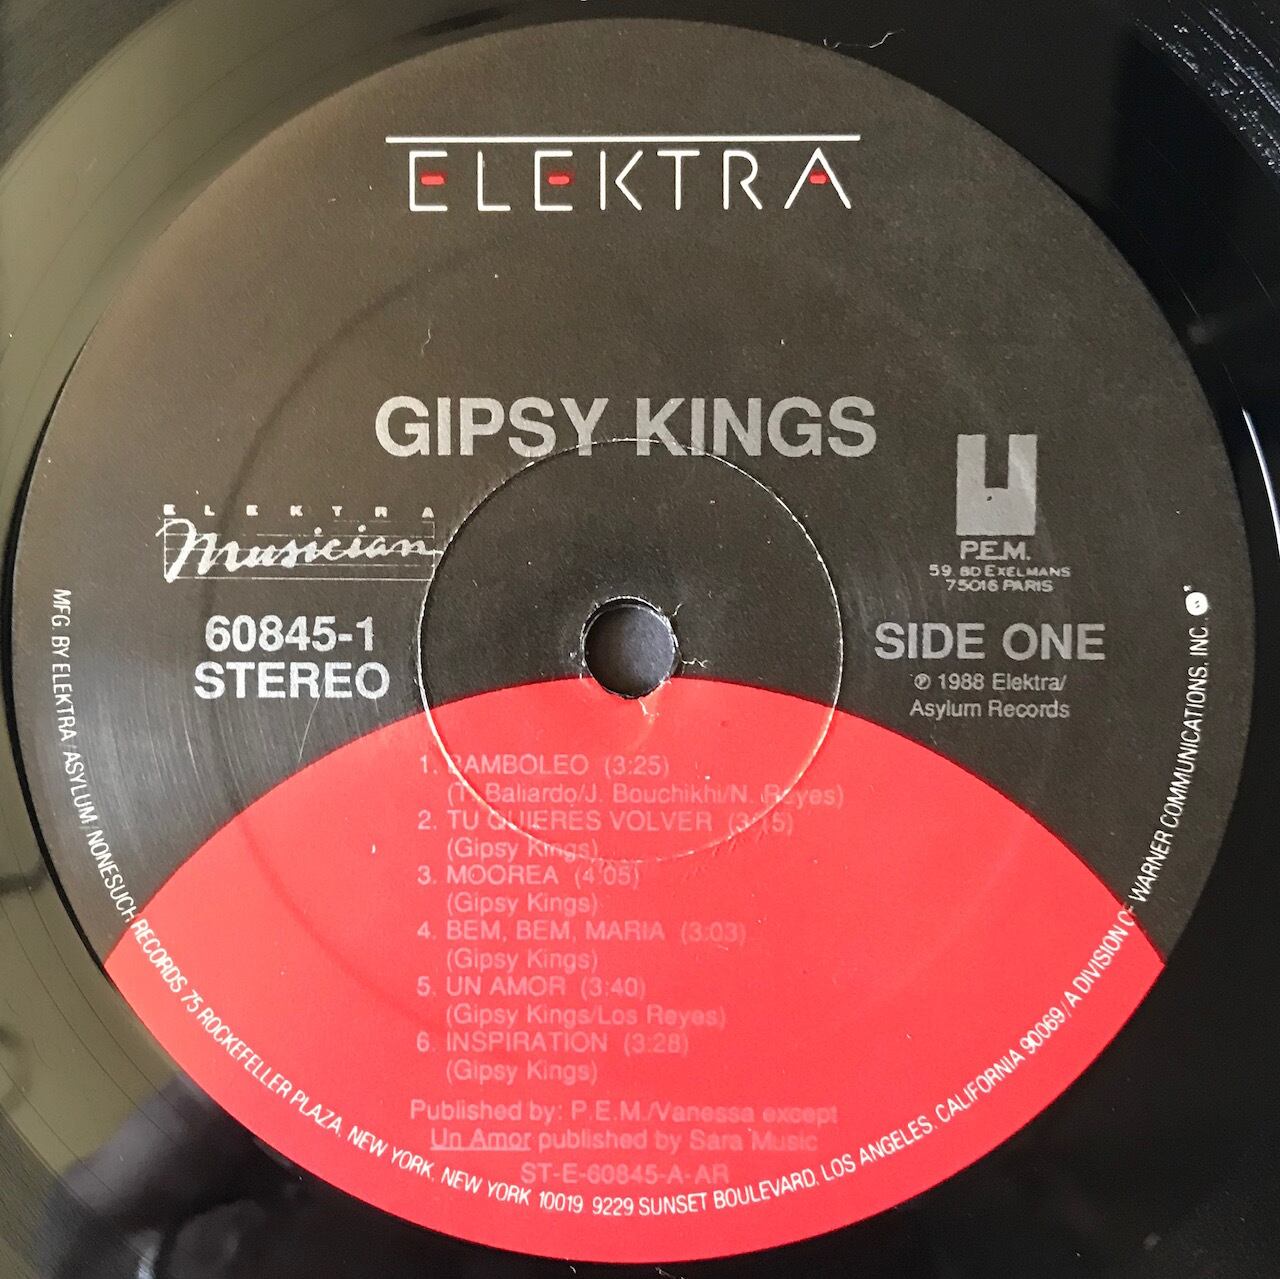 ELEKTRA
GIPSY KINGS
ELEKTRA
Musician
P.E.M.
59. BD EXELMANS
75016 PARIS
60845-1
STEREO
SIDE ONE
℗ 1988 Elektra/
Asylum Records
1. BAMBOLEO (3:25)
(T. Baliardo/J. Bouchikhi/N. Reyes)
2. TU QUIERES VOLVER (3:15)
(Gipsy Kings)
3. MOOREA (4:05)
(Gipsy Kings)
4. BEM, BEM, MARIA (3:03)
(Gipsy Kings)
5. UN AMOR (3:40)
(Gipsy Kings/Los Reyes)
6. INSPIRATION (3:28)
(Gipsy Kings)
Published by: P.E.M./Vanessa except
Un Amor published by Sara Music
ST-E-60845-A-AR
MFG. BY ELEKTRA/ASYLUM/NONESUCH RECORDS 75 ROCKEFELLER PLAZA, NEW YORK, NEW YORK 10019 9229 SUNSET BOULEVARD, LOS ANGELES, CALIFORNIA 90069/A DIVISION OF WARNER COMMUNICATIONS, INC.